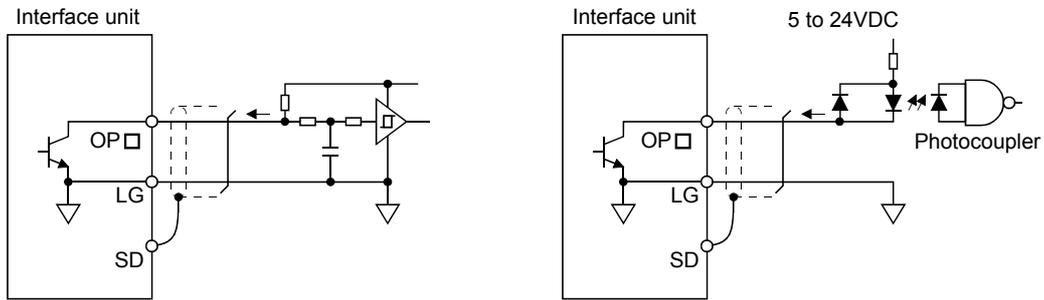 Interface unit
OP□
LG
SD
Interface unit
5 to 24VDC
Photocoupler
OP□
LG
SD